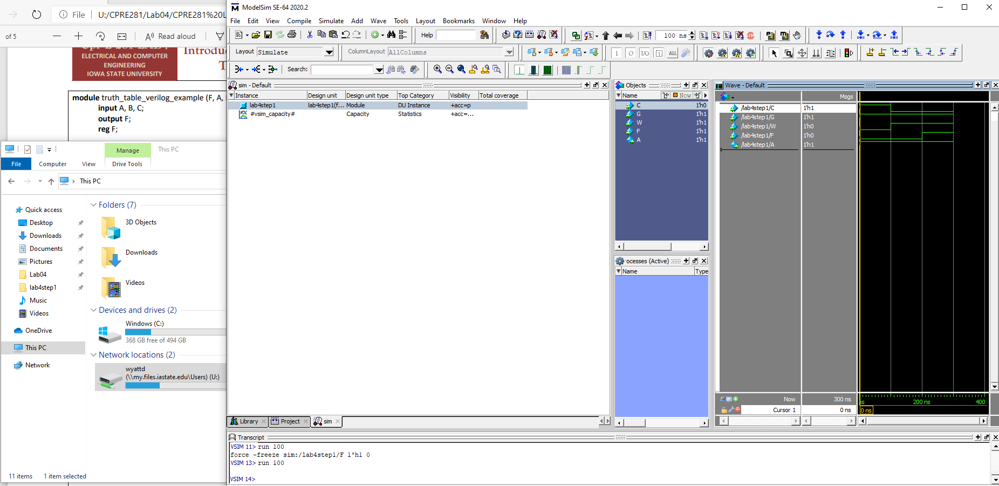 File
U:/CPRE281/Lab04/CPRE281%20L
of 5
Read aloud
ELECTRICAL AND COMPUTER
ENGINEERING
IOWA STATE UNIVERSITY
Introduc
T
module truth_table_verilog_example (F, A,
input A, B, C;
output F;
reg F;
Manage
This PC
File
Computer
View
Drive Tools
This PC
Quick access
Desktop
Downloads
Documents
Pictures
Lab04
lab4step1
Music
Videos
OneDrive
This PC
Network
Folders (7)
3D Objects
Downloads
Videos
Devices and drives (2)
Windows (C:)
368 GB free of 494 GB
Network locations (2)
wyattd
(\\my.files.iastate.edu\Users) (U:)
11 items
1 item selected
ModelSim SE-64 2020.2
File Edit View Compile Simulate Add Wave Tools Layout Bookmarks Window Help
Help
100 ns
Layout Simulate
ColumnLayout AllColumns
Search:
sim - Default
Instance Design unit Design unit type Top Category Visibility Total coverage
lab4step1 lab4step1(f... Module DU Instance +acc=p
#vsim_capacity# Capacity Statistics +acc=...
Library
Project
sim
Objects
Name
Now
C 1'h0
G 1'h1
W 1'h1
F 1'h1
A 1'h1
ocesses (Active)
Name Type
Wave - Default
Msgs
/lab4step1/C 1'h1
/lab4step1/G 1'h1
/lab4step1/W 1'h0
/lab4step1/F 1'h0
/lab4step1/A 1'h1
Now 300 ns
Cursor 1 0 ns
ns 200 ns 400
0 ns
Transcript
VSIM 11> run 100
force -freeze sim:/lab4step1/F 1'h1 0
VSIM 13> run 100
VSIM 14>